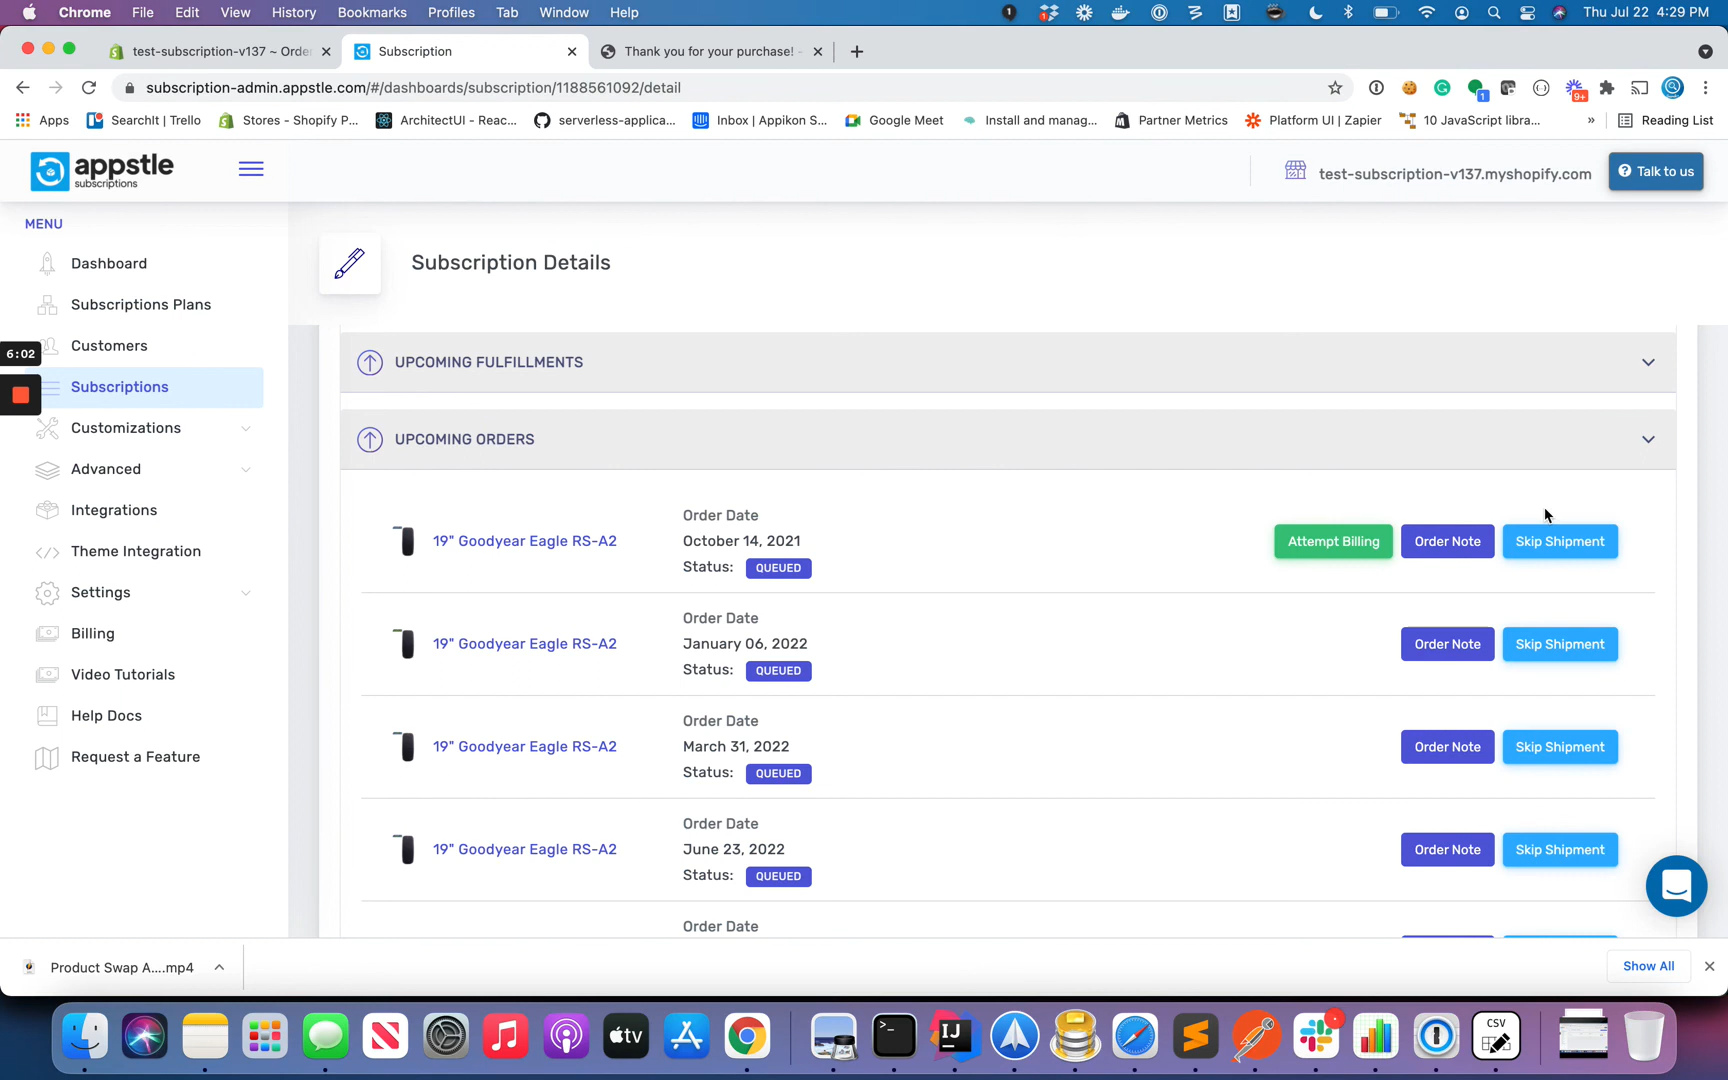 Chrome File Edit View History Bookmarks Profiles Tab Window Help Thu Jul 22 4:29 PM
test-subscription-v137 ~ Orde Subscription Thank you for your purchase! -
subscription-admin.appstle.com/#/dashboards/subscription/1188561092/detail
Apps SearchIt | Trello Stores - Shopify P... ArchitectUI - Reac... serverless-applica... Inbox | Appikon S... Google Meet Install and manag... Partner Metrics Platform UI | Zapier 10 JavaScript libra... » Reading List
appstle
subscriptions
test-subscription-v137.myshopify.com
Talk to us
MENU
Dashboard
Subscriptions Plans
Customers
Subscriptions
Customizations
Advanced
Integrations
Theme Integration
Settings
Billing
Video Tutorials
Help Docs
Request a Feature
6:02
Subscription Details
UPCOMING FULFILLMENTS
UPCOMING ORDERS
Order Date
19" Goodyear Eagle RS-A2 October 14, 2021 Attempt Billing Order Note Skip Shipment
Status: QUEUED
Order Date
19" Goodyear Eagle RS-A2 January 06, 2022 Order Note Skip Shipment
Status: QUEUED
Order Date
19" Goodyear Eagle RS-A2 March 31, 2022 Order Note Skip Shipment
Status: QUEUED
Order Date
19" Goodyear Eagle RS-A2 June 23, 2022 Order Note Skip Shipment
Status: QUEUED
Order Date
Product Swap A....mp4 Show All
tv
IJ
CSV